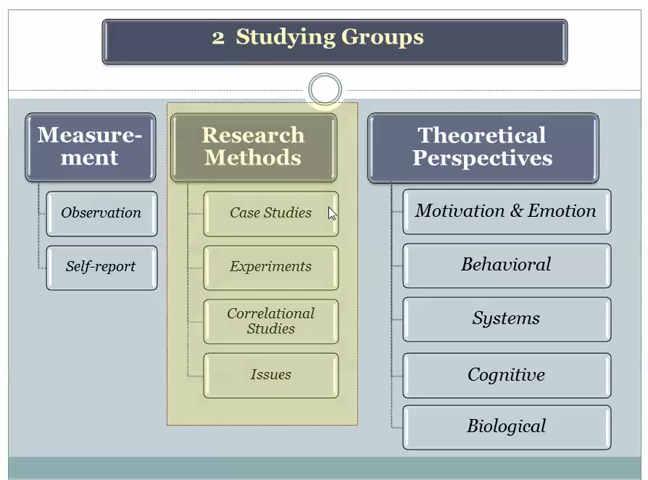 2 Studying Groups
Measure-
ment
Observation
Self-report
Research
Methods
Case Studies
Experiments
Correlational
Studies
Issues
Theoretical
Perspectives
Motivation & Emotion
Behavioral
Systems
Cognitive
Biological